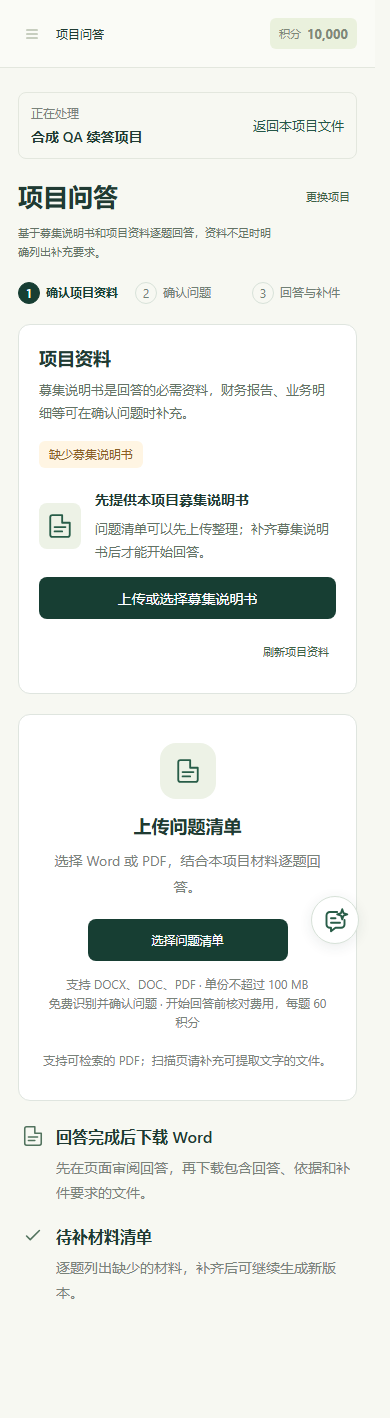 项目问答
积分 10,000
正在处理
合成 QA 续答项目
返回本项目文件
项目问答
更换项目
基于募集说明书和项目资料逐题回答，资料不足时明
确列出补充要求。
1 确认项目资料
2 确认问题
3 回答与补件
项目资料
募集说明书是回答的必需资料，财务报告、业务明
细等可在确认问题时补充。
缺少募集说明书
先提供本项目募集说明书
问题清单可以先上传整理；补齐募集说明
书后才能开始回答。
上传或选择募集说明书
刷新项目资料
上传问题清单
选择 Word 或 PDF，结合本项目材料逐题回
答。
选择问题清单
支持 DOCX、DOC、PDF · 单份不超过 100 MB
免费识别并确认问题 · 开始回答前核对费用，每题 60
积分
支持可检索的 PDF；扫描页请补充可提取文字的文件。
回答完成后下载 Word
先在页面审阅回答，再下载包含回答、依据和补
件要求的文件。
待补材料清单
逐题列出缺少的材料，补齐后可继续生成新版
本。